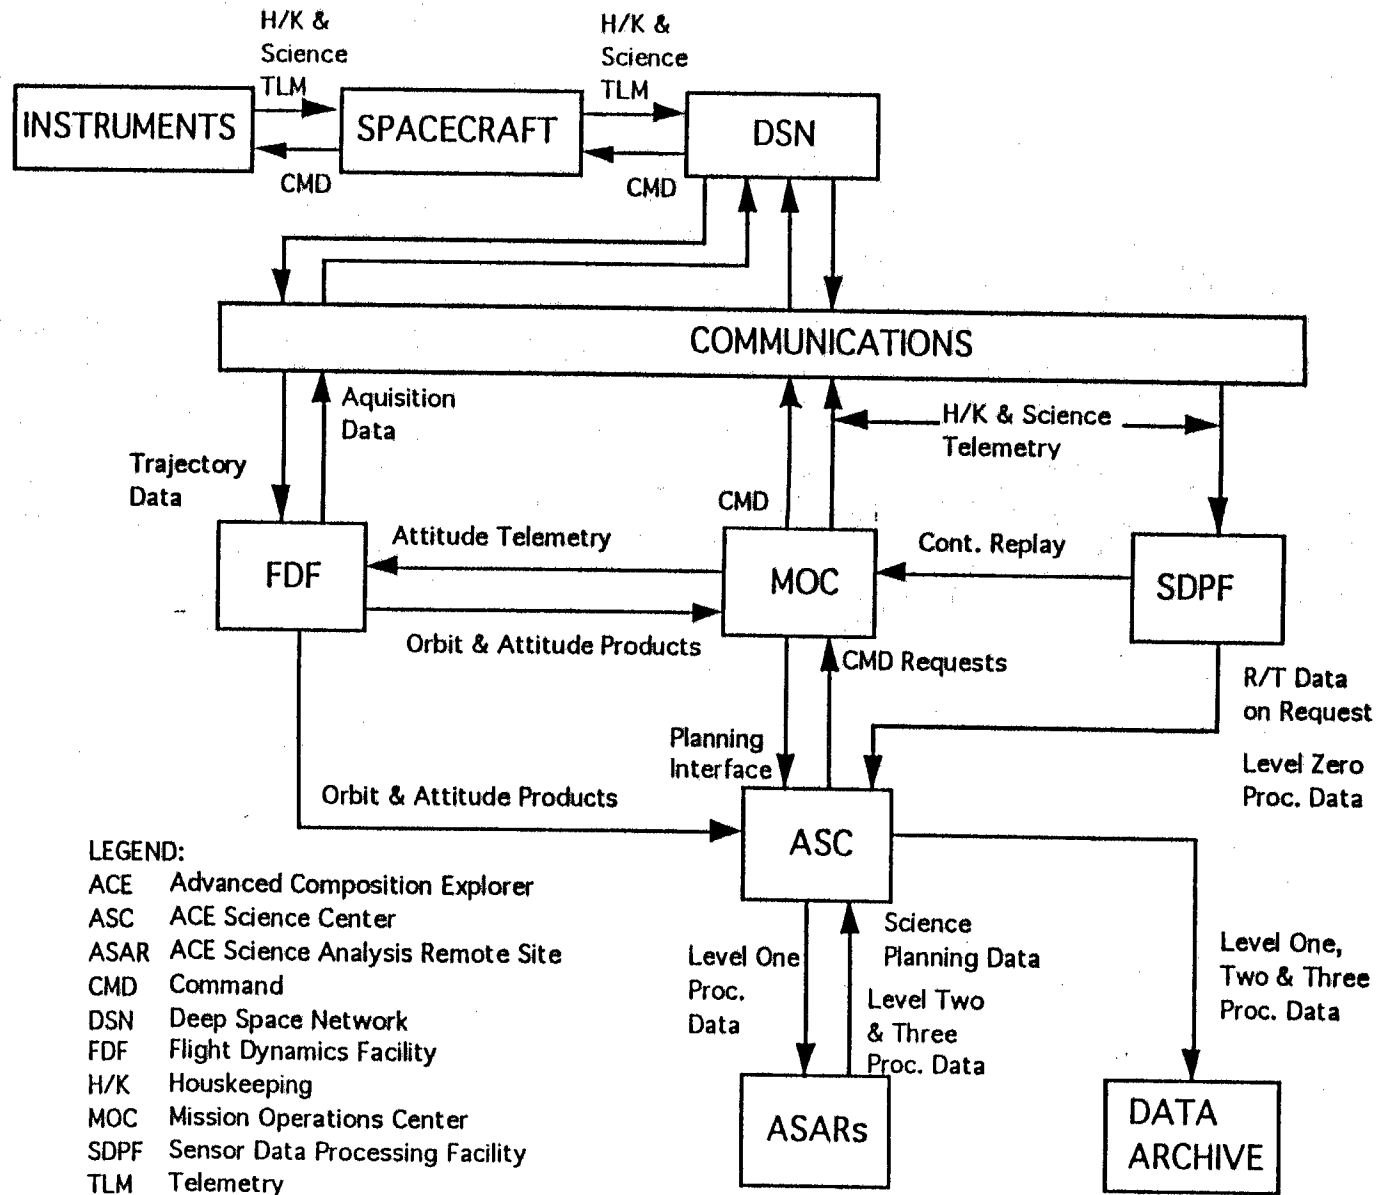 H/K &
Science
TLM
H/K &
Science
TLM
INSTRUMENTS
SPACECRAFT
DSN
CMD
CMD
COMMUNICATIONS
Aquisition
Data
H/K & Science
Telemetry
Trajectory
Data
CMD
Attitude Telemetry
Cont. Replay
FDF
MOC
SDPF
Orbit & Attitude Products
CMD Requests
R/T Data
on Request
Planning
Interface
Level Zero
Proc. Data
Orbit & Attitude Products
ASC
LEGEND:
ACE Advanced Composition Explorer
ASC ACE Science Center
ASAR ACE Science Analysis Remote Site
CMD Command
DSN Deep Space Network
FDF Flight Dynamics Facility
H/K Houskeeping
MOC Mission Operations Center
SDPF Sensor Data Processing Facility
TLM Telemetry
Level One
Proc.
Data
Science
Planning Data
Level Two
& Three
Proc. Data
Level One,
Two & Three
Proc. Data
ASARs
DATA
ARCHIVE